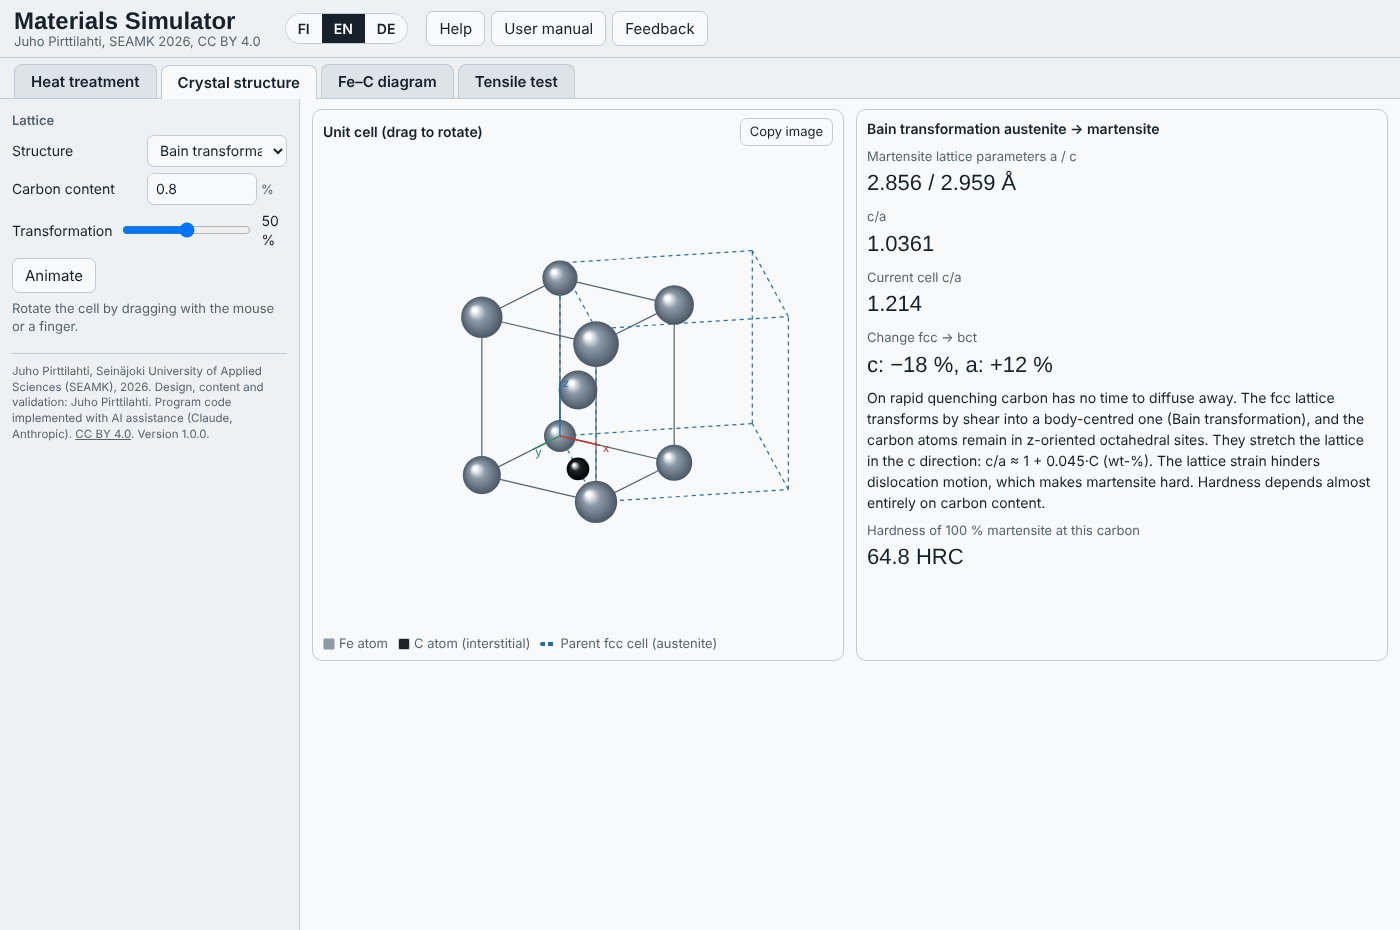 Materials Simulator
Juho Pirttilahti, SEAMK 2026, CC BY 4.0
FI EN DE
Help User manual Feedback
Heat treatment Crystal structure Fe–C diagram Tensile test
Lattice
Structure Bain transforma
Carbon content 0.8 %
Transformation 50 %
Animate
Rotate the cell by dragging with the mouse
or a finger.
Juho Pirttilahti, Seinäjoki University of Applied
Sciences (SEAMK), 2026. Design, content and
validation: Juho Pirttilahti. Program code
implemented with AI assistance (Claude,
Anthropic). CC BY 4.0. Version 1.0.0.
Unit cell (drag to rotate)
Copy image
z
y
x
Fe atom C atom (interstitial) Parent fcc cell (austenite)
Bain transformation austenite → martensite
Martensite lattice parameters a / c
2.856 / 2.959 Å
c/a
1.0361
Current cell c/a
1.214
Change fcc → bct
c: −18 %, a: +12 %
On rapid quenching carbon has no time to diffuse away. The fcc lattice
transforms by shear into a body-centred one (Bain transformation), and the
carbon atoms remain in z-oriented octahedral sites. They stretch the lattice
in the c direction: c/a ≈ 1 + 0.045·C (wt-%). The lattice strain hinders
dislocation motion, which makes martensite hard. Hardness depends almost
entirely on carbon content.
Hardness of 100 % martensite at this carbon
64.8 HRC